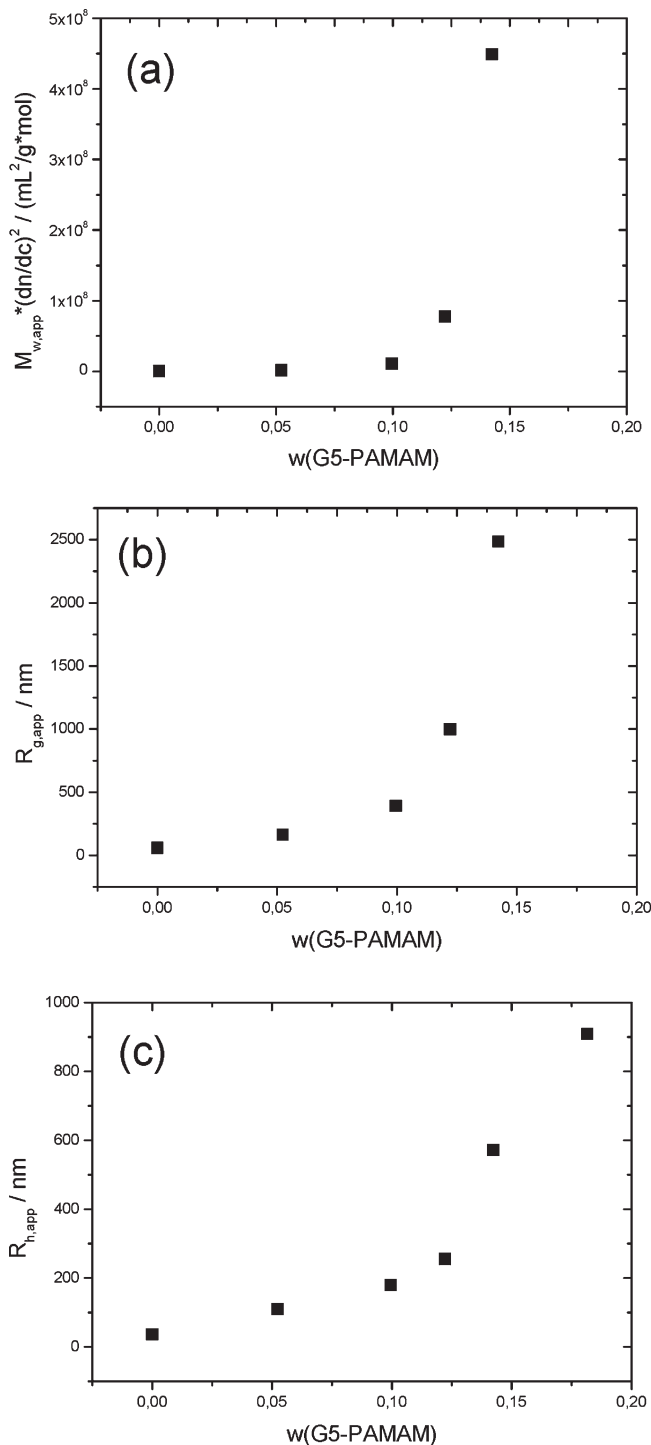 (a)
5x10⁸
4x10⁸
3x10⁸
2x10⁸
1x10⁸
0
M_w,app*(dn/dc)² / (mL²/g*mol)
0,00 0,05 0,10 0,15 0,20
w(G5-PAMAM)
(b)
2500
2000
1500
1000
500
0
R_g,app / nm
0,00 0,05 0,10 0,15 0,20
w(G5-PAMAM)
(c)
1000
800
600
400
200
0
R_h,app / nm
0,00 0,05 0,10 0,15 0,20
w(G5-PAMAM)